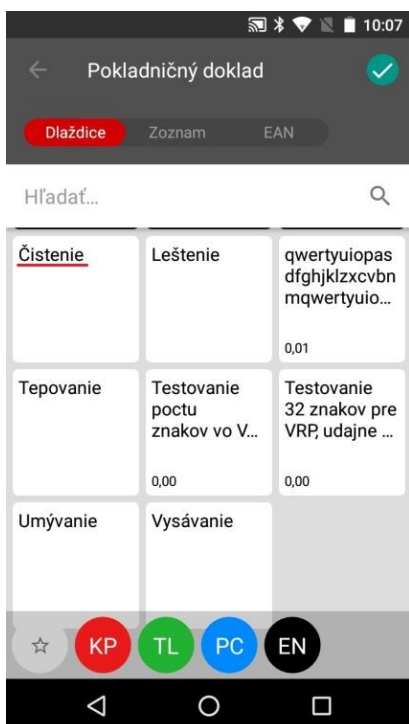 10:07
Pokladničný doklad
Dlaždice Zoznam EAN
Hľadať...
Čistenie
Leštenie
qwertyuiopas
dfghjklzxcvbn
mqwertyuio...
0,01
Tepovanie
Testovanie
poctu
znakov vo V...
0,00
Testovanie
32 znakov pre
VRP, udajne ...
0,00
Umývanie
Vysávanie
KP TL PC EN